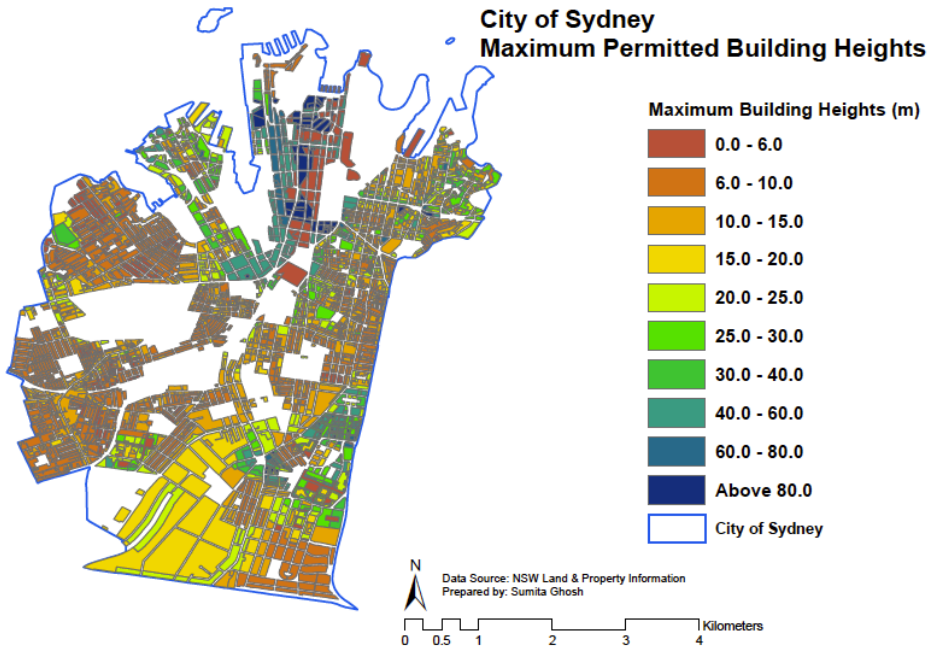 City of Sydney
Maximum Permitted Building Heights
Maximum Building Heights (m)
0.0 - 6.0
6.0 - 10.0
10.0 - 15.0
15.0 - 20.0
20.0 - 25.0
25.0 - 30.0
30.0 - 40.0
40.0 - 60.0
60.0 - 80.0
Above 80.0
City of Sydney
N
Data Source: NSW Land & Property Information
Prepared by: Sumita Ghosh
Kilometers
0 0.5 1 2 3 4